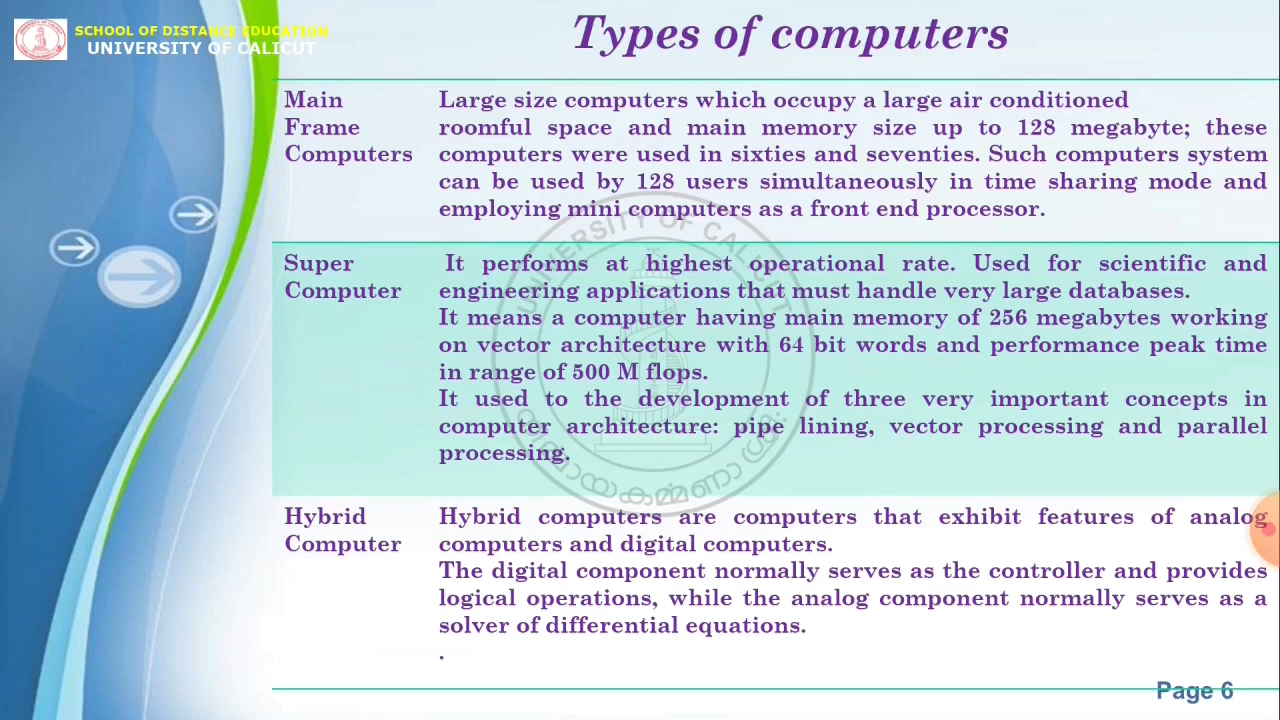 SCHOOL OF DISTANCE EDUCATION
UNIVERSITY OF CALICUT
Types of computers
Main
Frame
Computers
Large size computers which occupy a large air conditioned
roomful space and main memory size up to 128 megabyte; these
computers were used in sixties and seventies. Such computers system
can be used by 128 users simultaneously in time sharing mode and
employing mini computers as a front end processor.
Super
Computer
It performs at highest operational rate. Used for scientific and
engineering applications that must handle very large databases.
It means a computer having main memory of 256 megabytes working
on vector architecture with 64 bit words and performance peak time
in range of 500 M flops.
It used to the development of three very important concepts in
computer architecture: pipe lining, vector processing and parallel
processing.
Hybrid
Computer
Hybrid computers are computers that exhibit features of analog
computers and digital computers.
The digital component normally serves as the controller and provides
logical operations, while the analog component normally serves as a
solver of differential equations.
.
UNIVERSITY OF CALICUT
Page 6